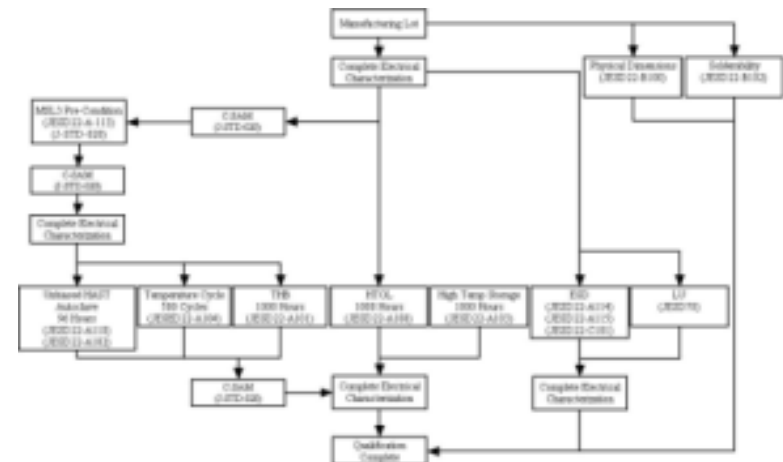 Manufacturing Lot
Complete Electrical
Characterization
Physical Dimensions
(JESD22-B100)
Solderability
(JESD22-B102)
MSL3 Pre-Condition
(JESD22-A-113)
(J-STD-020)
C-SAM
(J-STD-020)
C-SAM
(J-STD-020)
Complete Electrical
Characterization
Unbiased HAST
Autoclave
96 Hours
(JESD22-A118)
(JESD22-A102)
Temperature Cycle
Cycles
(JESD22-A104)
THB
1000 Hours
(JESD22-A101)
HTOL
1000 Hours
(JESD22-A108)
High Temp Storage
1000 Hours
(JESD22-A103)
ESD
(JESD22-A114)
(JESD22-A115)
(JESD22-C101)
LU
(JESD78)
C-SAM
(J-STD-020)
Complete Electrical
Characterization
Complete Electrical
Characterization
Qualification
Complete